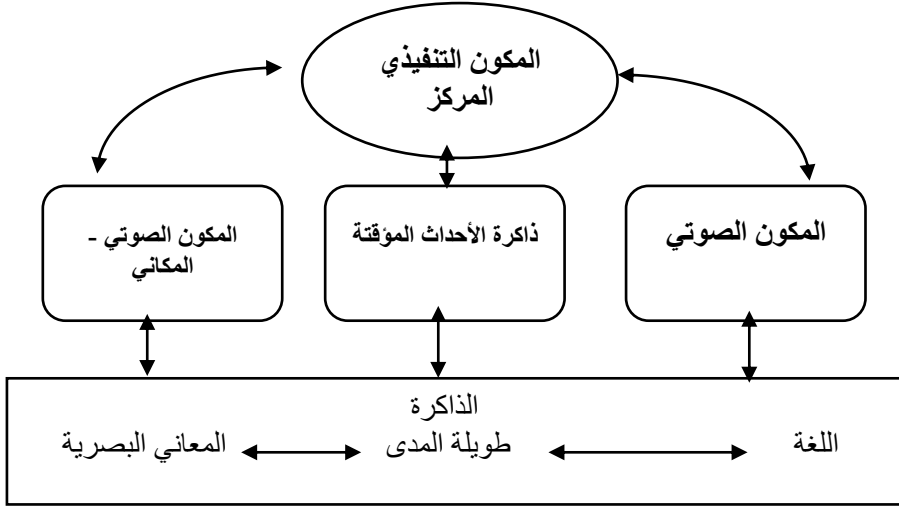 المكون التنفيذي
المركز
المكون الصوتي
ذاكرة الأحداث المؤقتة
المكون الصوتي -
المكاني
الذاكرة
اللغة
طويلة المدى
المعاني البصرية